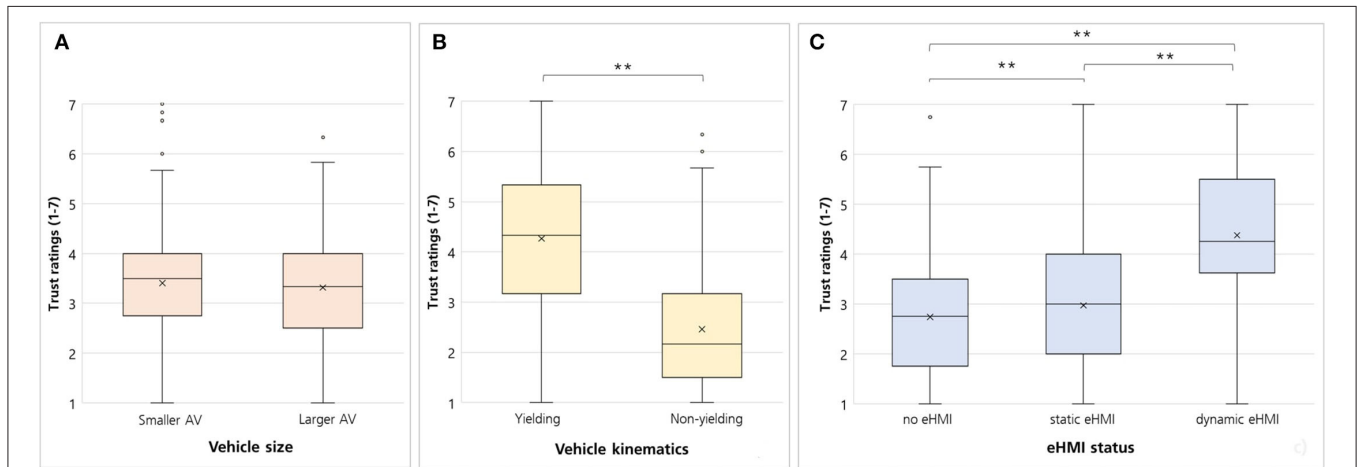 A
7
6
5
4
3
2
1
Trust ratings (1-7)
Smaller AV Larger AV
Vehicle size
B
**
7
6
5
4
3
2
1
Trust ratings (1-7)
Yielding Non-yielding
Vehicle kinematics
C
**
** **
7
6
5
4
3
2
1
Trust ratings (1-7)
no eHMI static eHMI dynamic eHMI
eHMI status
c)